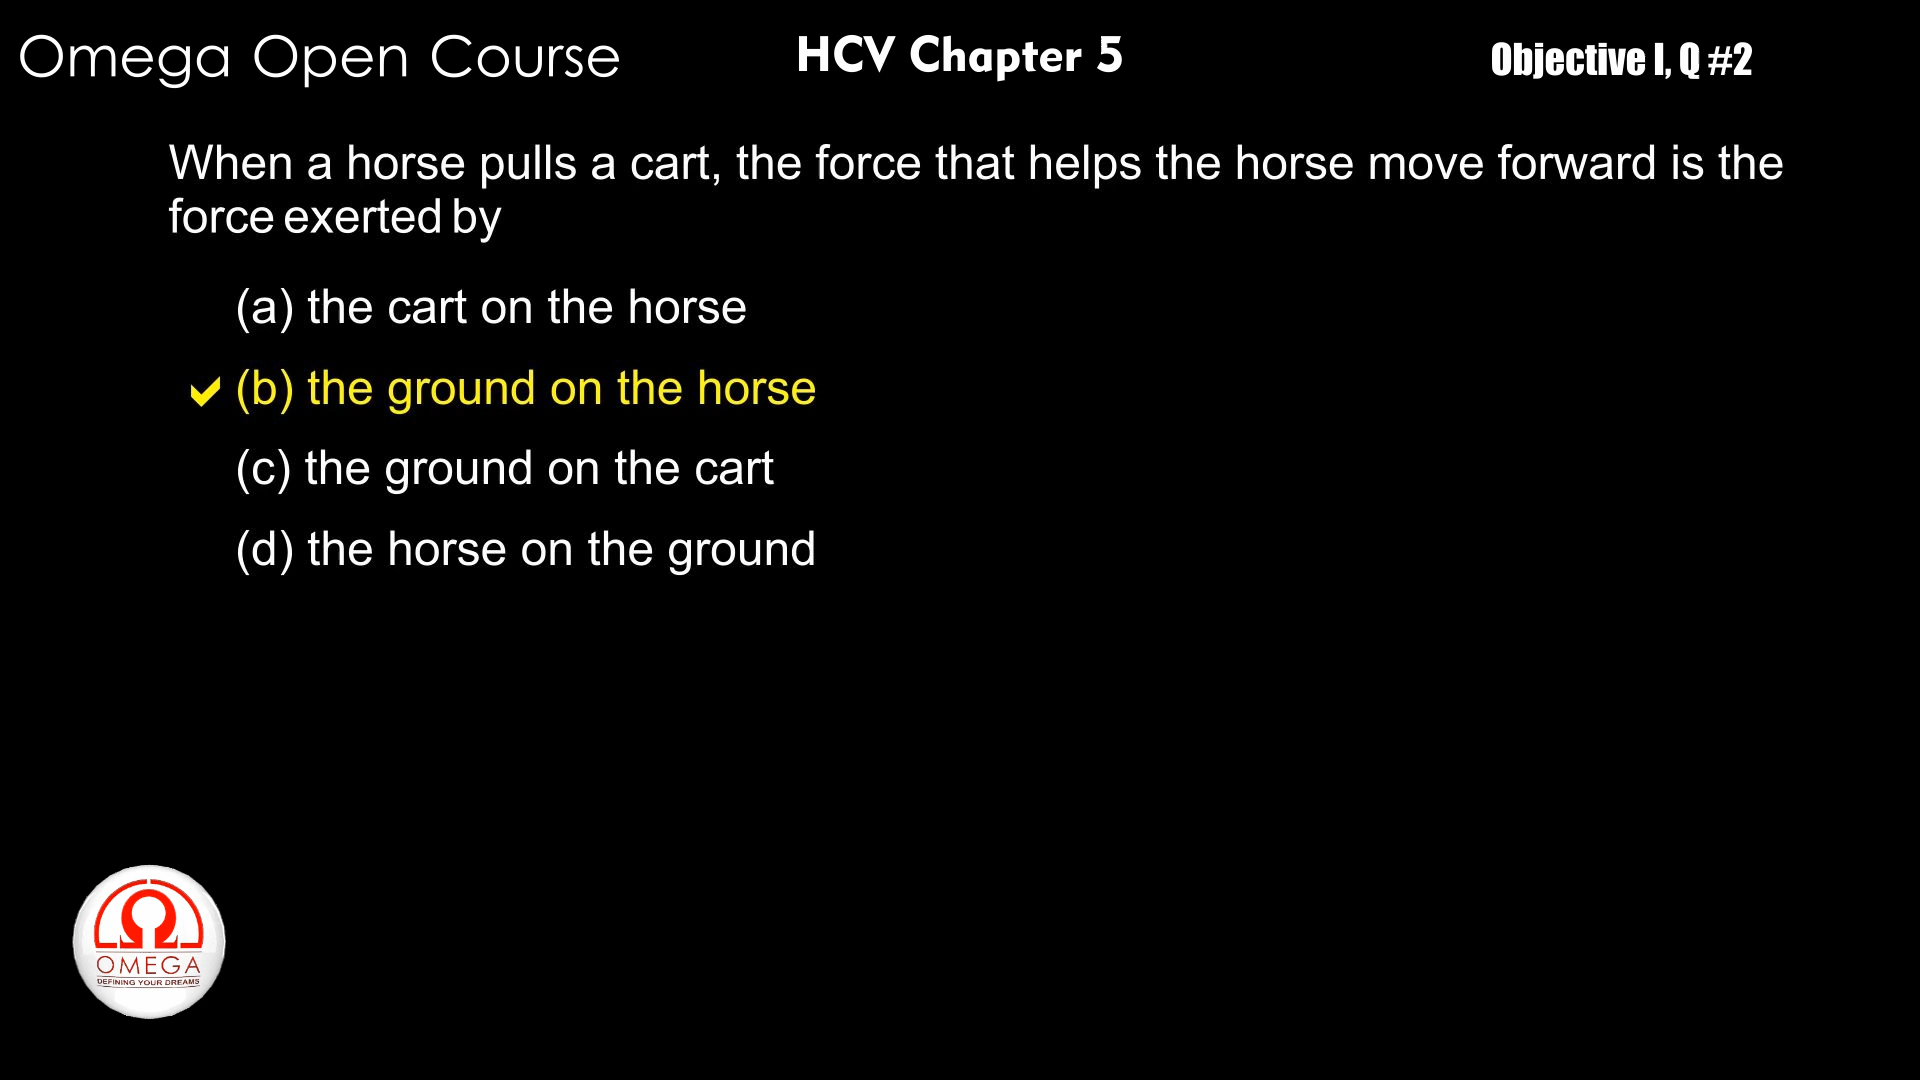 Omega Open Course
HCV Chapter 5
Objective I, Q #2
When a horse pulls a cart, the force that helps the horse move forward is the
force exerted by
(a) the cart on the horse
(b) the ground on the horse
(c) the ground on the cart
(d) the horse on the ground
OMEGA
DEFINING YOUR DREAMS